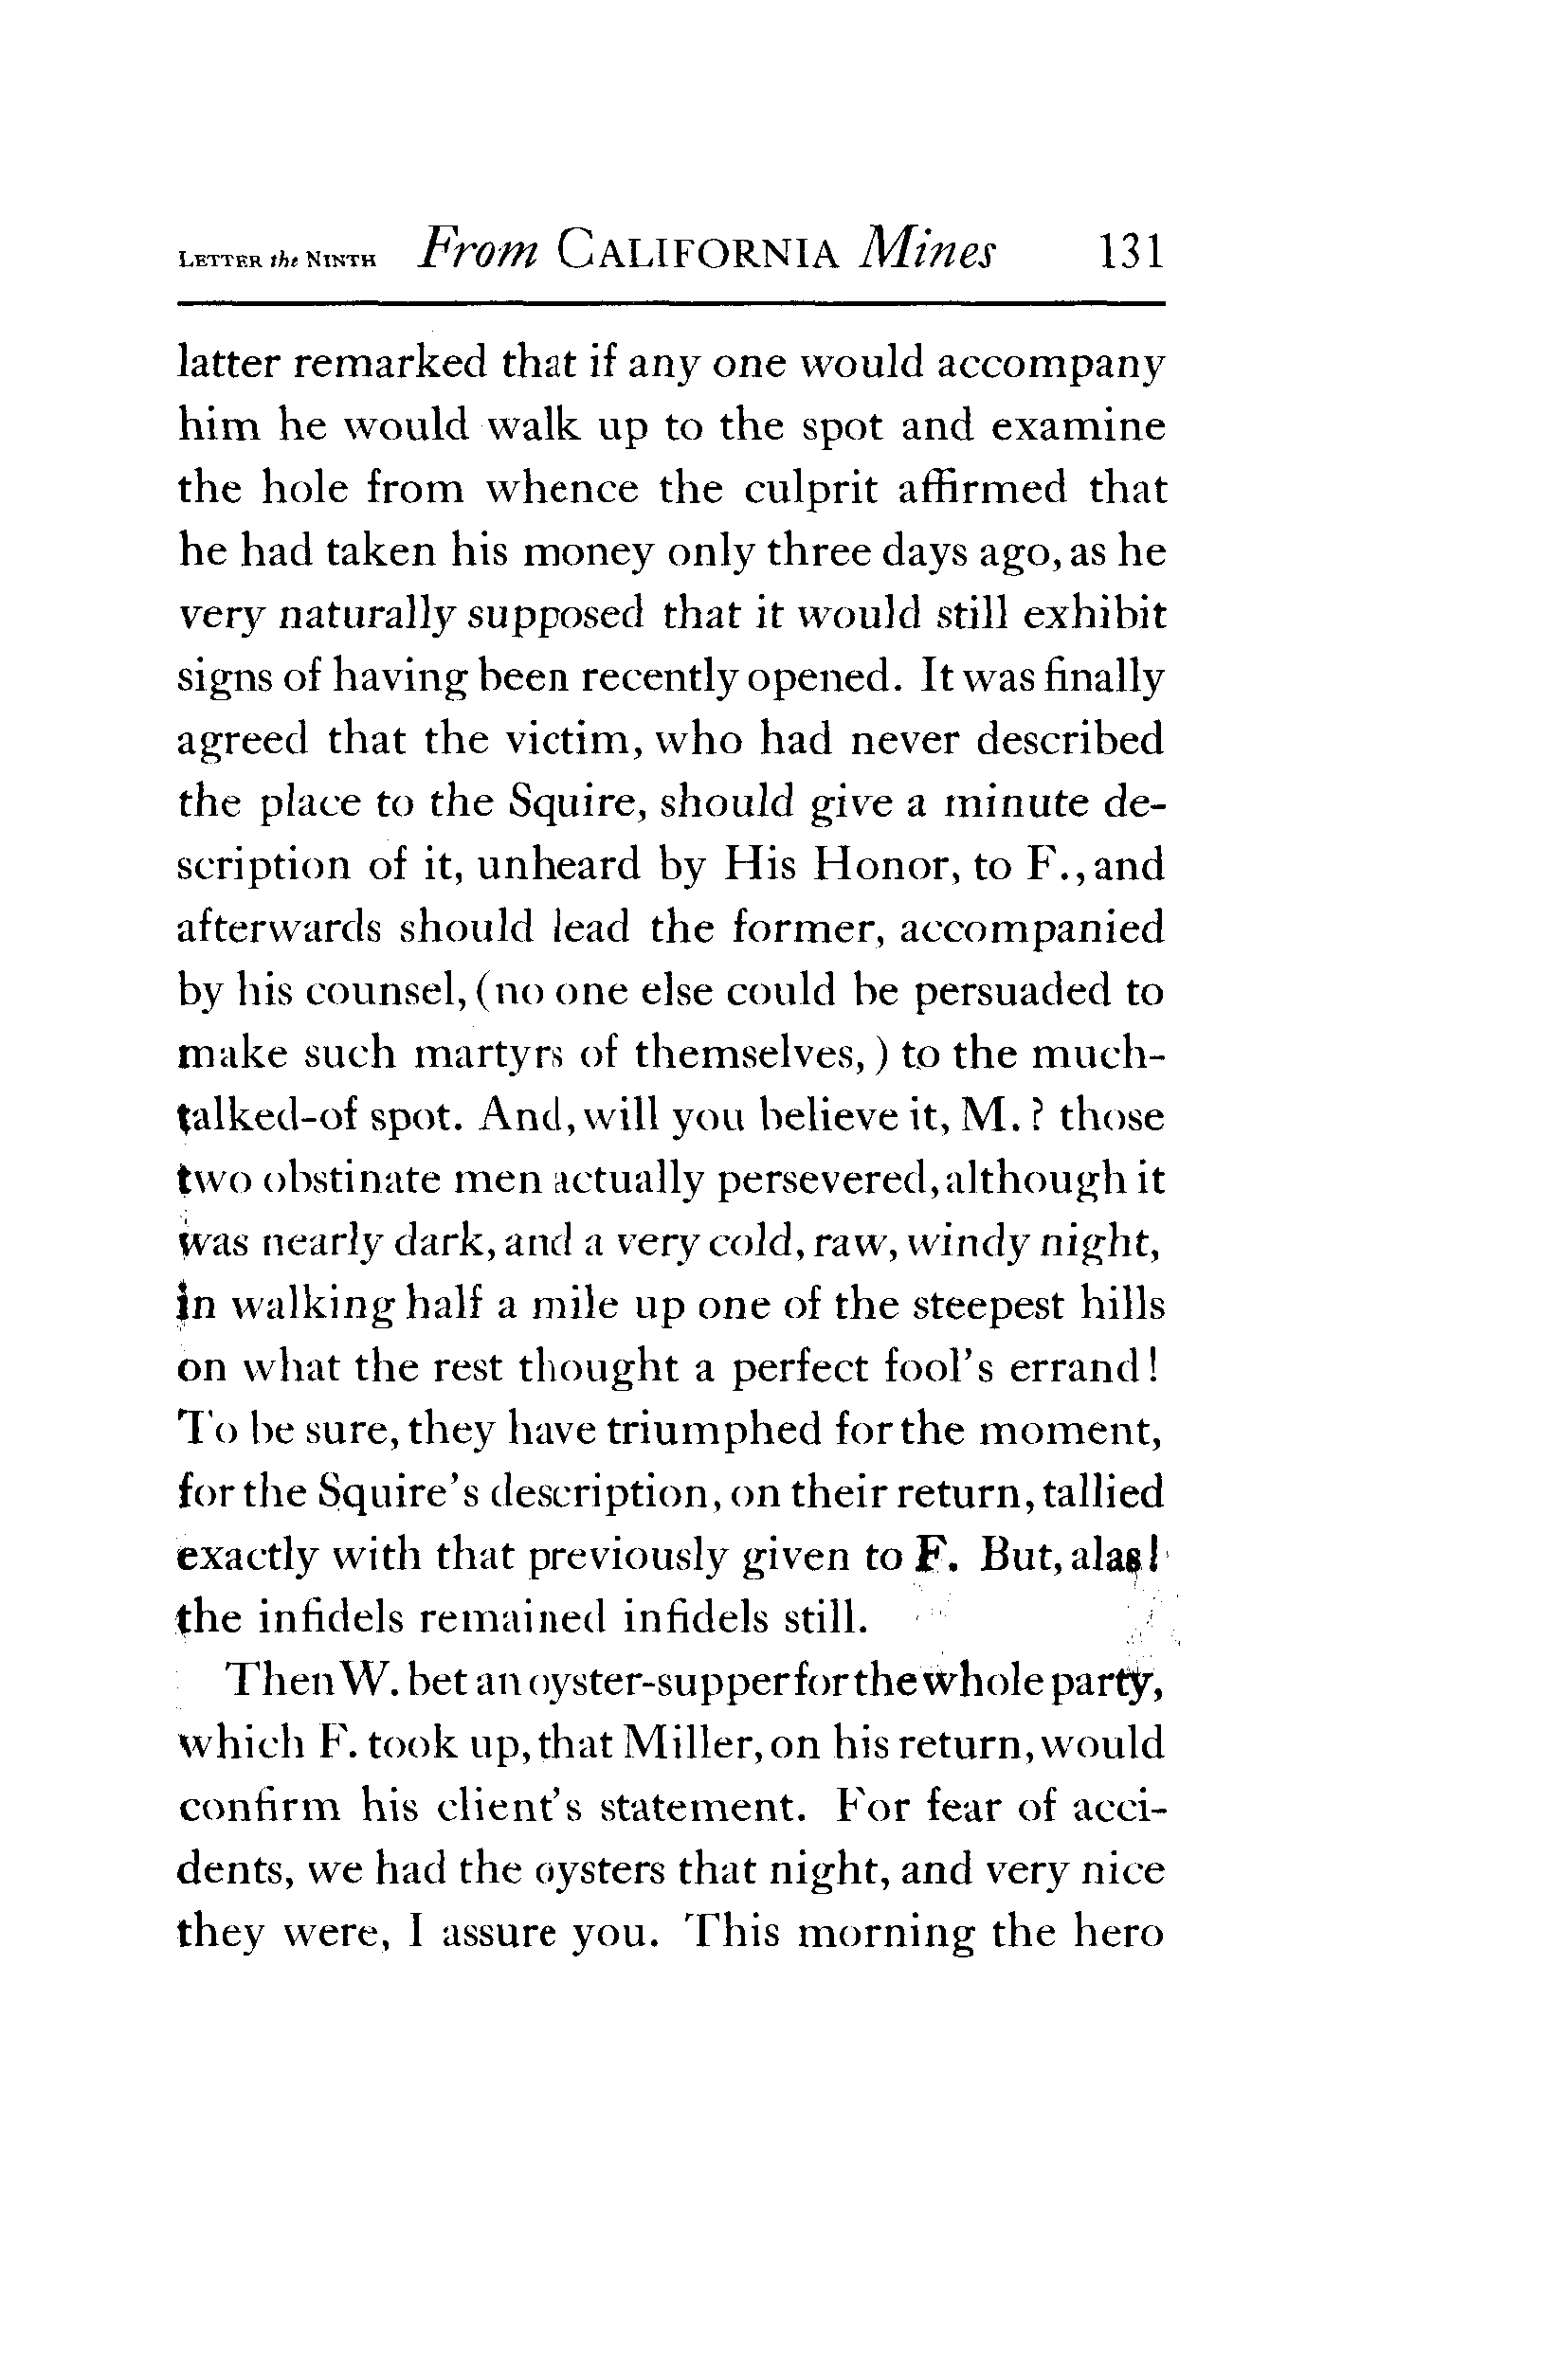 LETTER the NINTH From CALIFORNIA Mines 131
latter remarked that if any one would accompany
him he would walk up to the spot and examine
the hole from whence the culprit affirmed that
he had taken his money only three days ago, as he
very naturally supposed that it would still exhibit
signs of having been recently opened. It was finally
agreed that the victim, who had never described
the place to the Squire, should give a minute de-
scription of it, unheard by His Honor, to F., and
afterwards should lead the former, accompanied
by his counsel, (no one else could be persuaded to
make such martyrs of themselves,) to the much-
talked-of spot. And, will you believe it, M.? those
two obstinate men actually persevered, although it
was nearly dark, and a very cold, raw, windy night,
in walking half a mile up one of the steepest hills
on what the rest thought a perfect fool's errand!
To be sure, they have triumphed for the moment,
for the Squire's description, on their return, tallied
exactly with that previously given to F. But, alas!
the infidels remained infidels still.
Then W. bet an oyster-supper for the whole party,
which F. took up, that Miller, on his return, would
confirm his client's statement. For fear of acci-
dents, we had the oysters that night, and very nice
they were, I assure you. This morning the hero